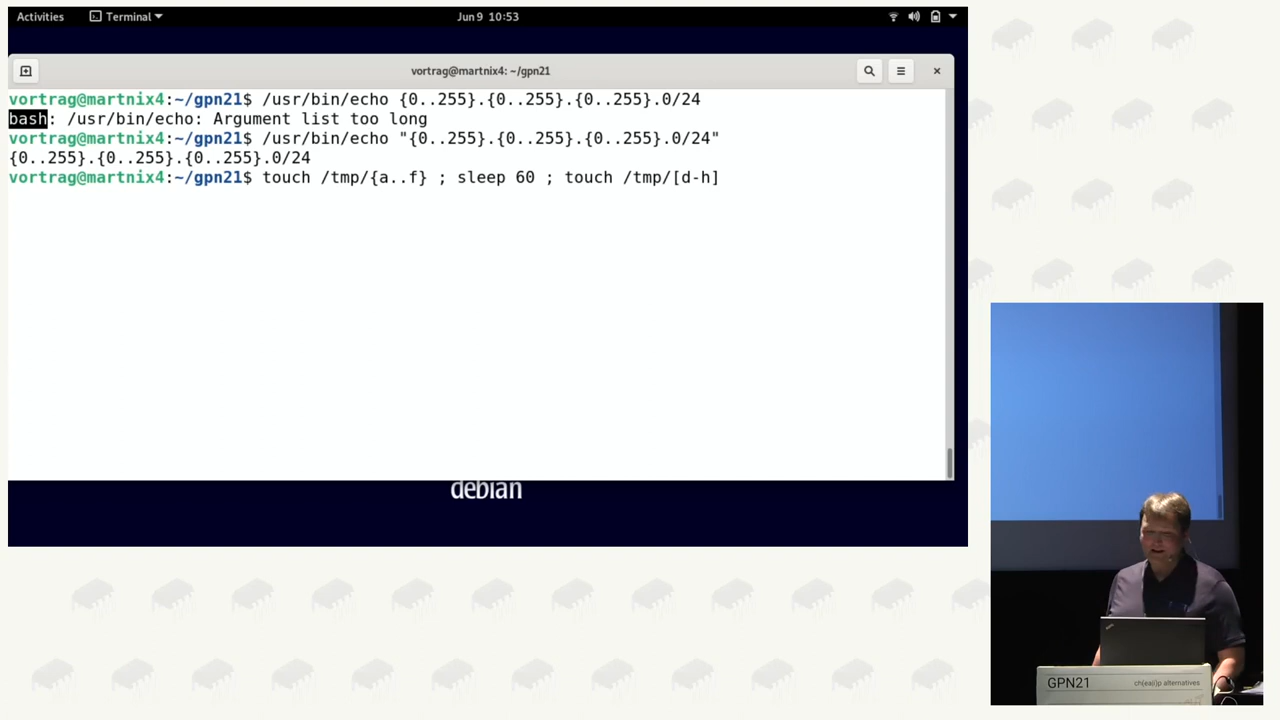 Activities Terminal Jun 9 10:53
vortrag@martnix4: ~/gpn21
vortrag@martnix4:~/gpn21$ /usr/bin/echo {0..255}.{0..255}.{0..255}.0/24
bash: /usr/bin/echo: Argument list too long
vortrag@martnix4:~/gpn21$ /usr/bin/echo "{0..255}.{0..255}.{0..255}.0/24"
{0..255}.{0..255}.{0..255}.0/24
vortrag@martnix4:~/gpn21$ touch /tmp/{a..f} ; sleep 60 ; touch /tmp/[d-h]
debian
GPN21 ch(ea(i)p alternatives